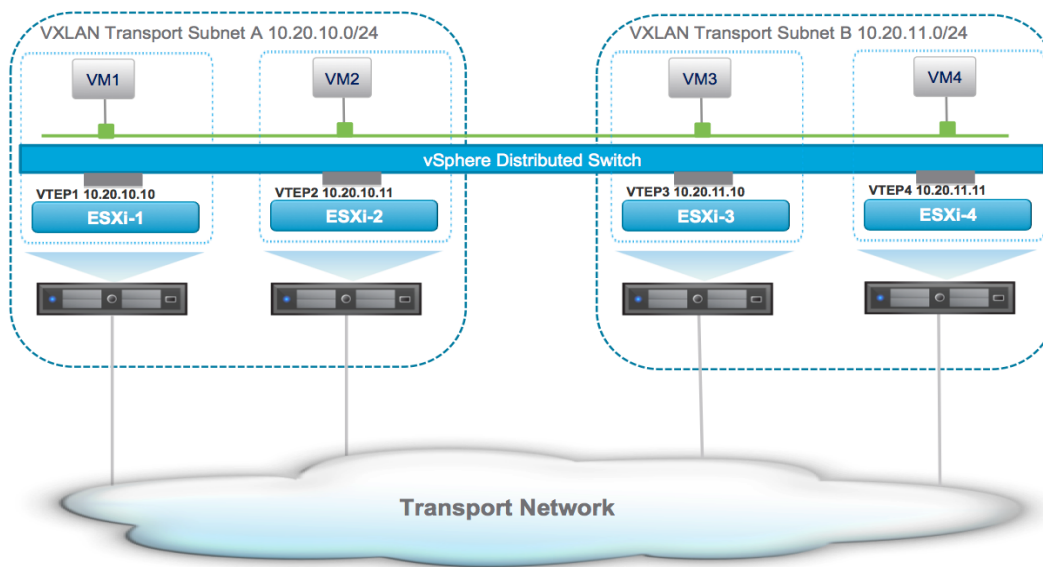 VXLAN Transport Subnet A 10.20.10.0/24
VXLAN Transport Subnet B 10.20.11.0/24
VM1
VM2
VM3
VM4
vSphere Distributed Switch
VTEP1 10.20.10.10
VTEP2 10.20.10.11
VTEP3 10.20.11.10
VTEP4 10.20.11.11
ESXi-1
ESXi-2
ESXi-3
ESXi-4
Transport Network